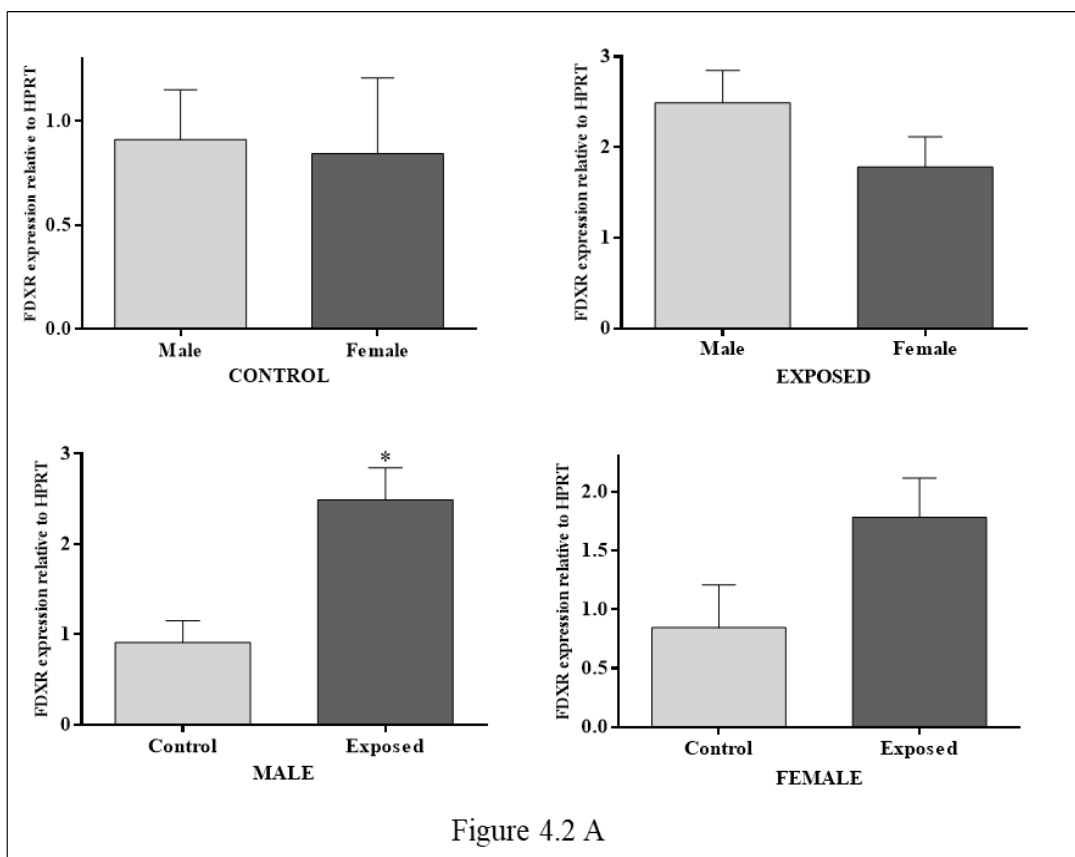 FDXR expression relative to HPRT
1.0
0.5
0.0
Male Female
CONTROL
FDXR expression relative to HPRT
3
2
1
0
Male Female
EXPOSED
FDXR expression relative to HPRT
3
2
1
0
*
Control Exposed
MALE
FDXR expression relative to HPRT
2.0
1.5
1.0
0.5
0.0
Control Exposed
FEMALE
Figure 4.2 A